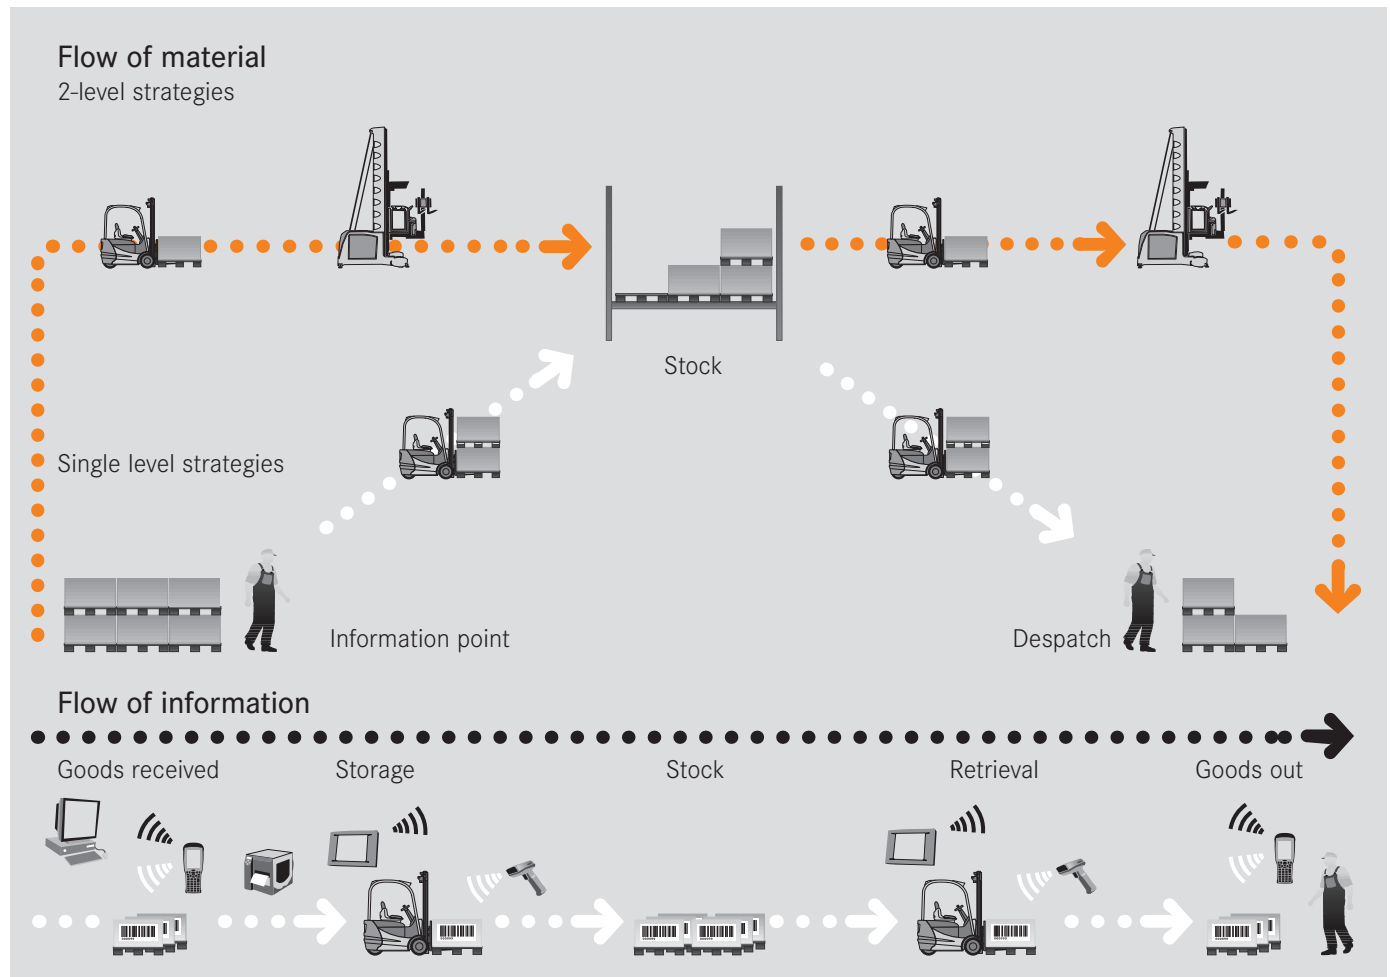 Flow of material
2-level strategies
Stock
Single level strategies
Information point
Despatch
Flow of information
Goods received
Storage
Stock
Retrieval
Goods out